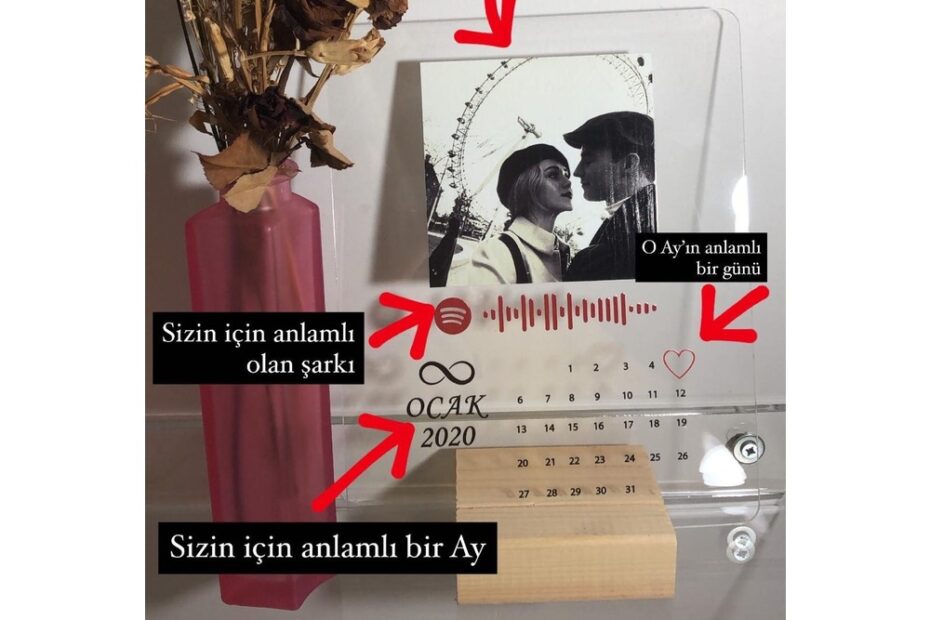 O Ay'ın anlamlı
bir günü
Sizin için anlamlı
olan şarkı
∞
OCAK
2020
1 2 3 4
6 7 8 9 10 11 12
13 14 15 16 17 18 19
20 21 22 23 24 25 26
27 28 29 30 31
Sizin için anlamlı bir Ay